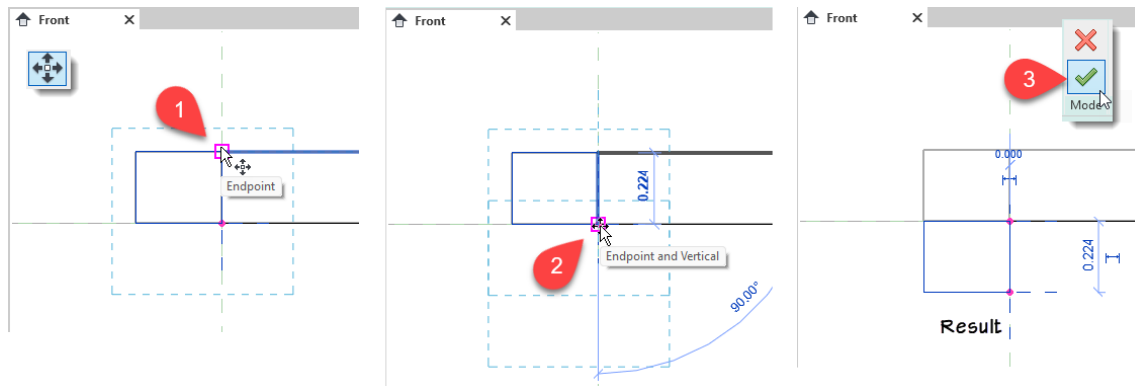 Front
1
Endpoint
Front
0.224
2
Endpoint and Vertical
90.00°
Front
3
Mode
0.000
0.224
Result